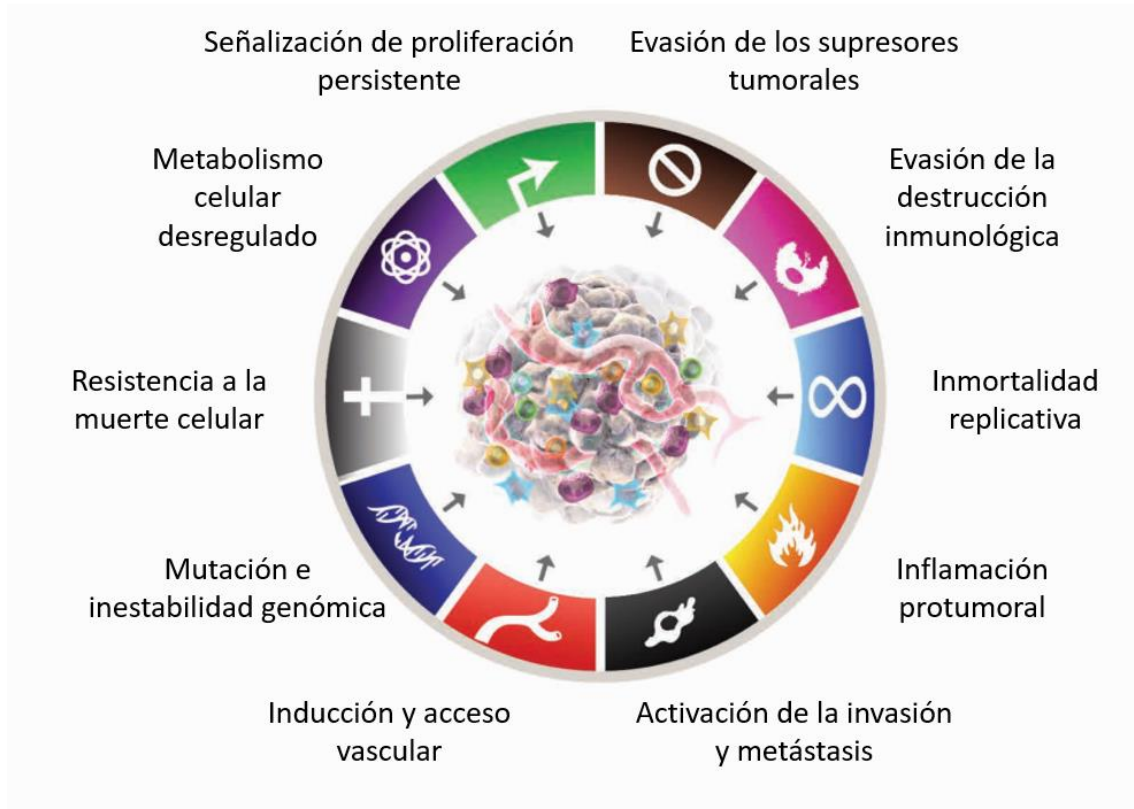 Señalización de proliferación
persistente
Evasión de los supresores
tumorales
Metabolismo
celular
desregulado
Evasión de la
destrucción
inmunológica
Resistencia a la
muerte celular
Inmortalidad
replicativa
Mutación e
inestabilidad genómica
Inflamación
protumoral
Inducción y acceso
vascular
Activación de la invasión
y metástasis